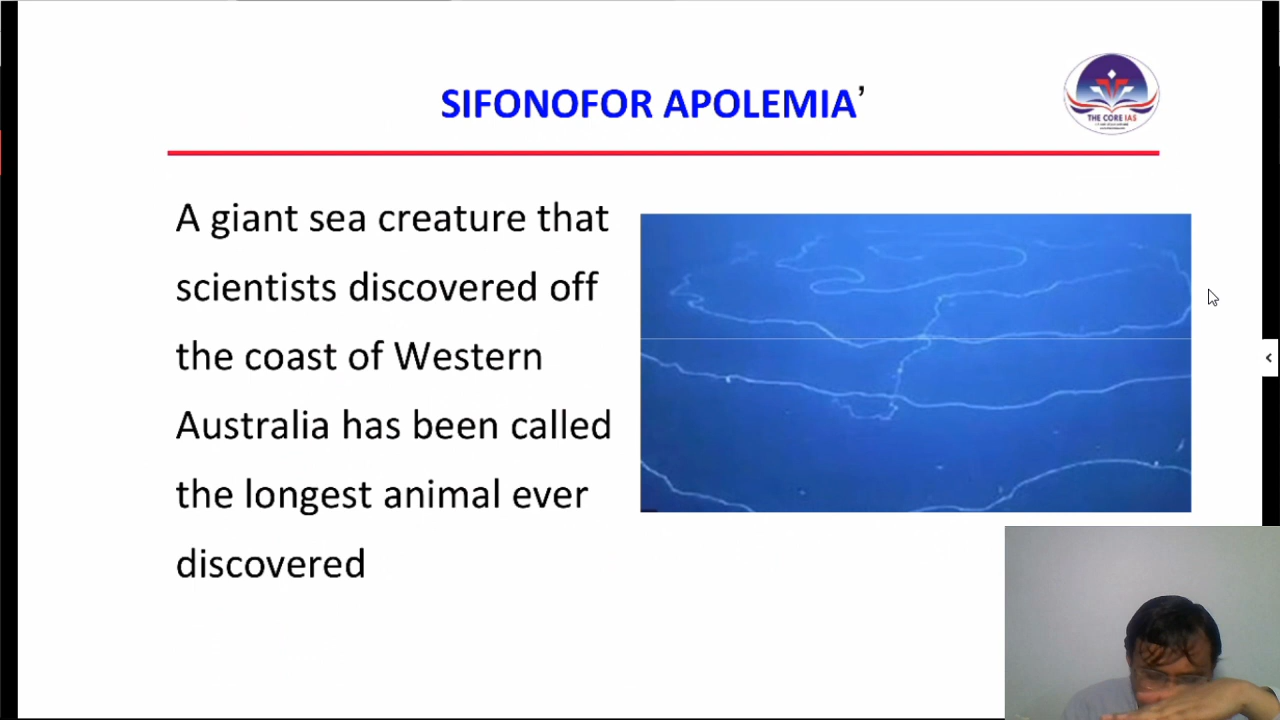 SIFONOFOR APOLEMIA’
THE CORE IAS
A giant sea creature that
scientists discovered off
the coast of Western
Australia has been called
the longest animal ever
discovered